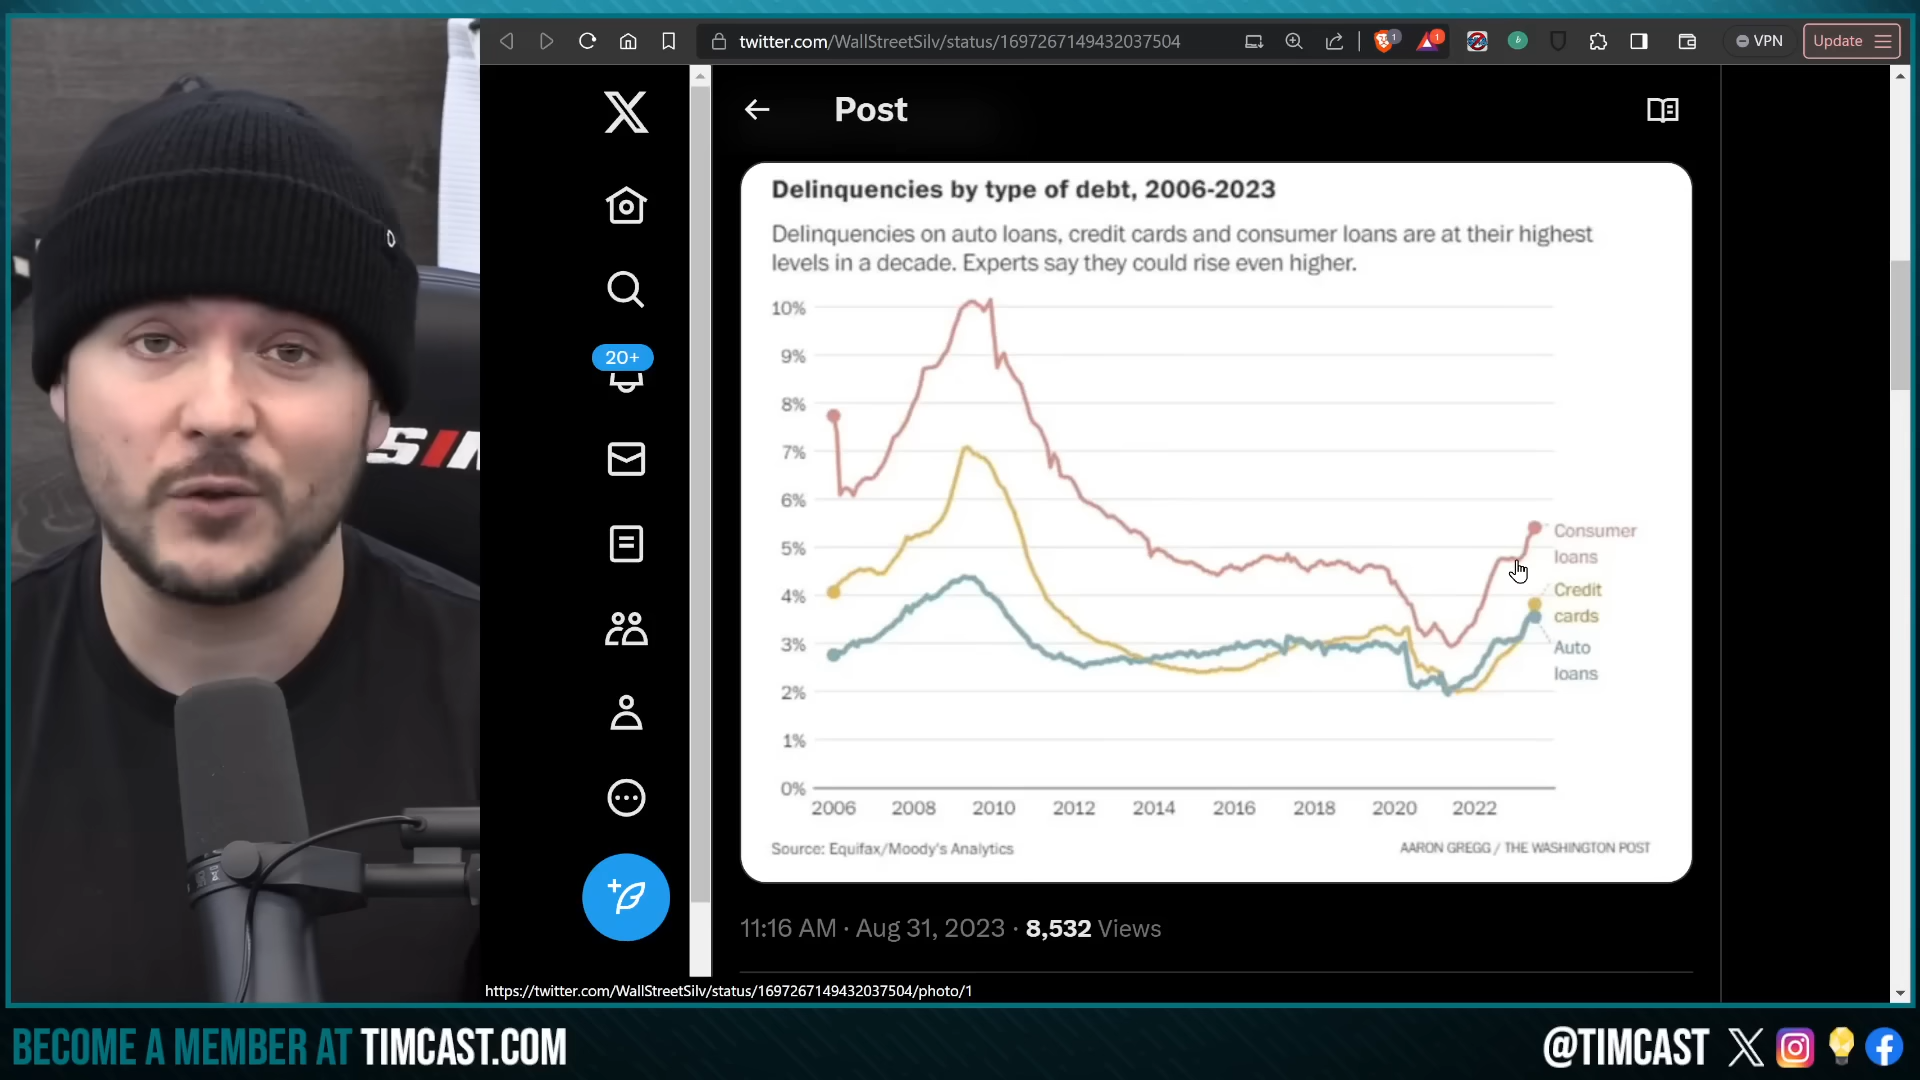 twitter.com/WallStreetSilv/status/1697267149432037504
1
1
VPN
Update
Post
20+
Delinquencies by type of debt, 2006-2023
Delinquencies on auto loans, credit cards and consumer loans are at their highest
levels in a decade. Experts say they could rise even higher.
10%
9%
8%
7%
6%
5%
4%
3%
2%
1%
0%
Consumer
loans
Credit
cards
Auto
loans
2006 2008 2010 2012 2014 2016 2018 2020 2022
Source: Equifax/Moody's Analytics
AARON GREGG / THE WASHINGTON POST
11:16 AM · Aug 31, 2023 · 8,532 Views
https://twitter.com/WallStreetSilv/status/1697267149432037504/photo/1
BECOME A MEMBER AT TIMCAST.COM
@TIMCAST